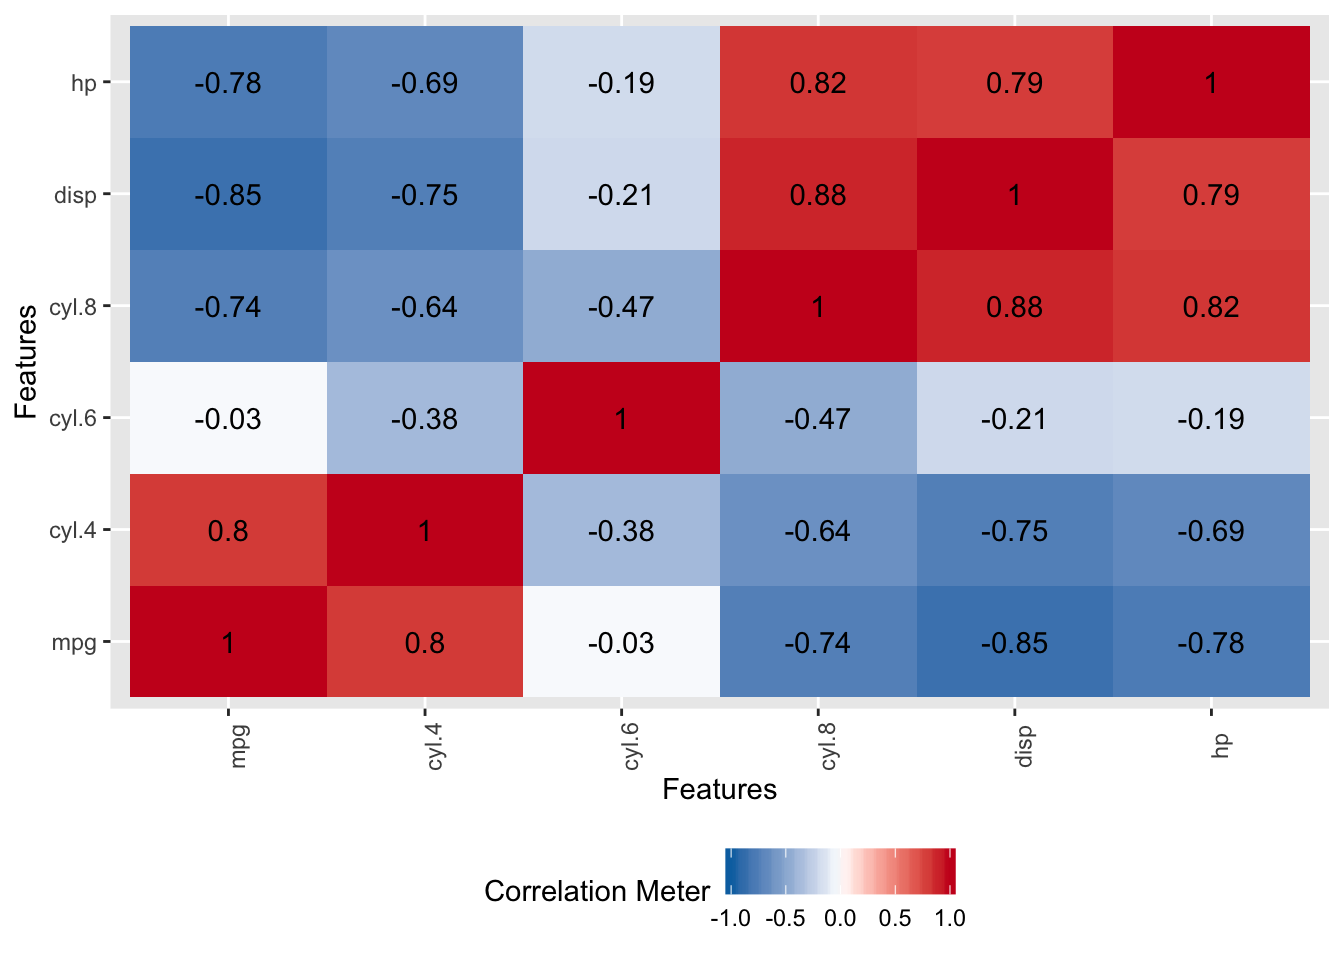 hp -0.78 -0.69 -0.19 0.82 0.79 1
disp -0.85 -0.75 -0.21 0.88 1 0.79
cyl.8 -0.74 -0.64 -0.47 1 0.88 0.82
Features
cyl.6 -0.03 -0.38 1 -0.47 -0.21 -0.19
cyl.4 0.8 1 -0.38 -0.64 -0.75 -0.69
mpg 1 0.8 -0.03 -0.74 -0.85 -0.78
mpg cyl.4 cyl.6 cyl.8 disp hp
Features
Correlation Meter
-1.0 -0.5 0.0 0.5 1.0